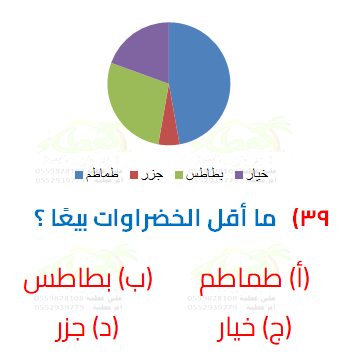 طماطم جزر بطاطس خيار
٣٩) ما أقل الخضراوات بيعًا ؟
(أ) طماطم (ب) بطاطس
(ج) خيار (د) جزر